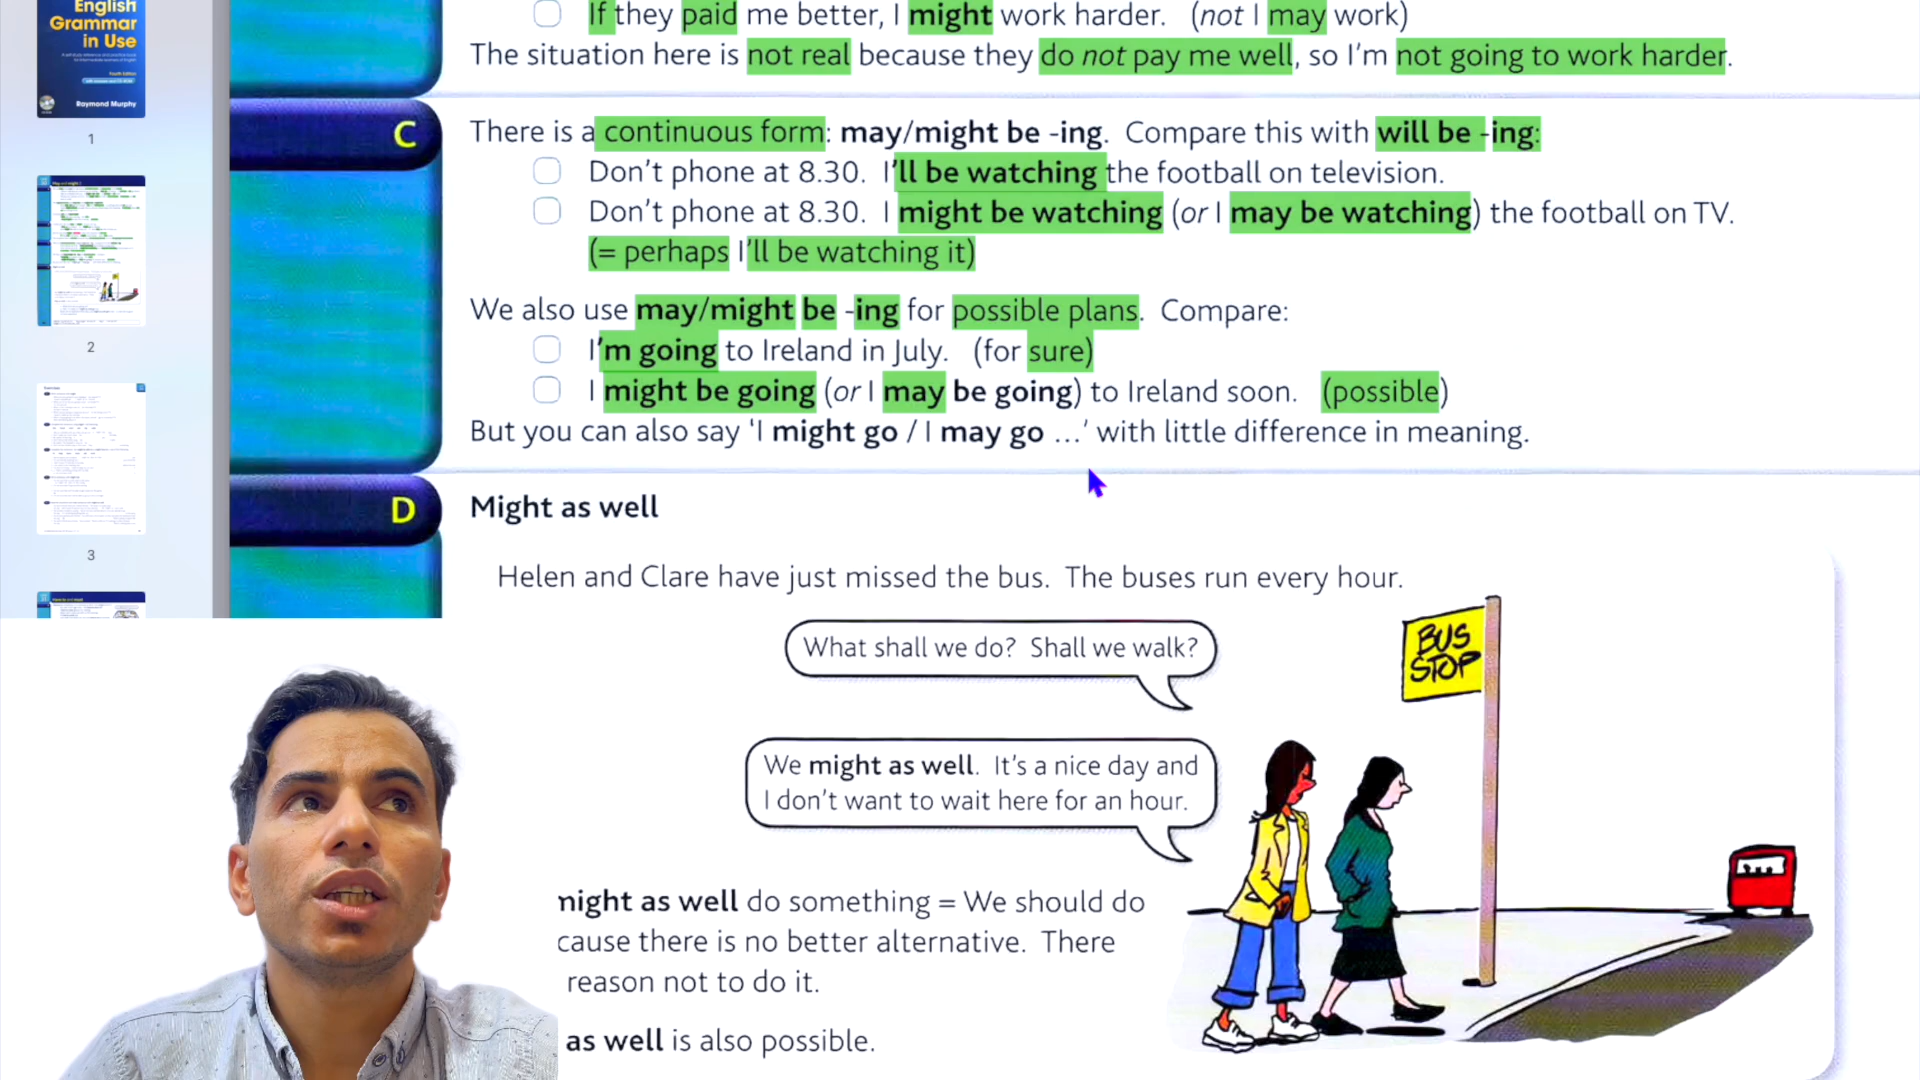 English
Grammar
in Use
Fourth Edition
Raymond Murphy
1
2
3
If they paid me better, I might work harder. (not I may work)
The situation here is not real because they do not pay me well, so I'm not going to work harder.
C
There is a continuous form: may/might be -ing. Compare this with will be -ing:
Don't phone at 8.30. I'll be watching the football on television.
Don't phone at 8.30. I might be watching (or I may be watching) the football on TV.
(= perhaps I'll be watching it)
We also use may/might be -ing for possible plans. Compare:
I'm going to Ireland in July. (for sure)
I might be going (or I may be going) to Ireland soon. (possible)
But you can also say 'I might go / I may go ...' with little difference in meaning.
D
Might as well
Helen and Clare have just missed the bus. The buses run every hour.
What shall we do? Shall we walk?
BUS
STOP
We might as well. It's a nice day and
I don't want to wait here for an hour.
might as well do something = We should do
cause there is no better alternative. There
reason not to do it.
as well is also possible.